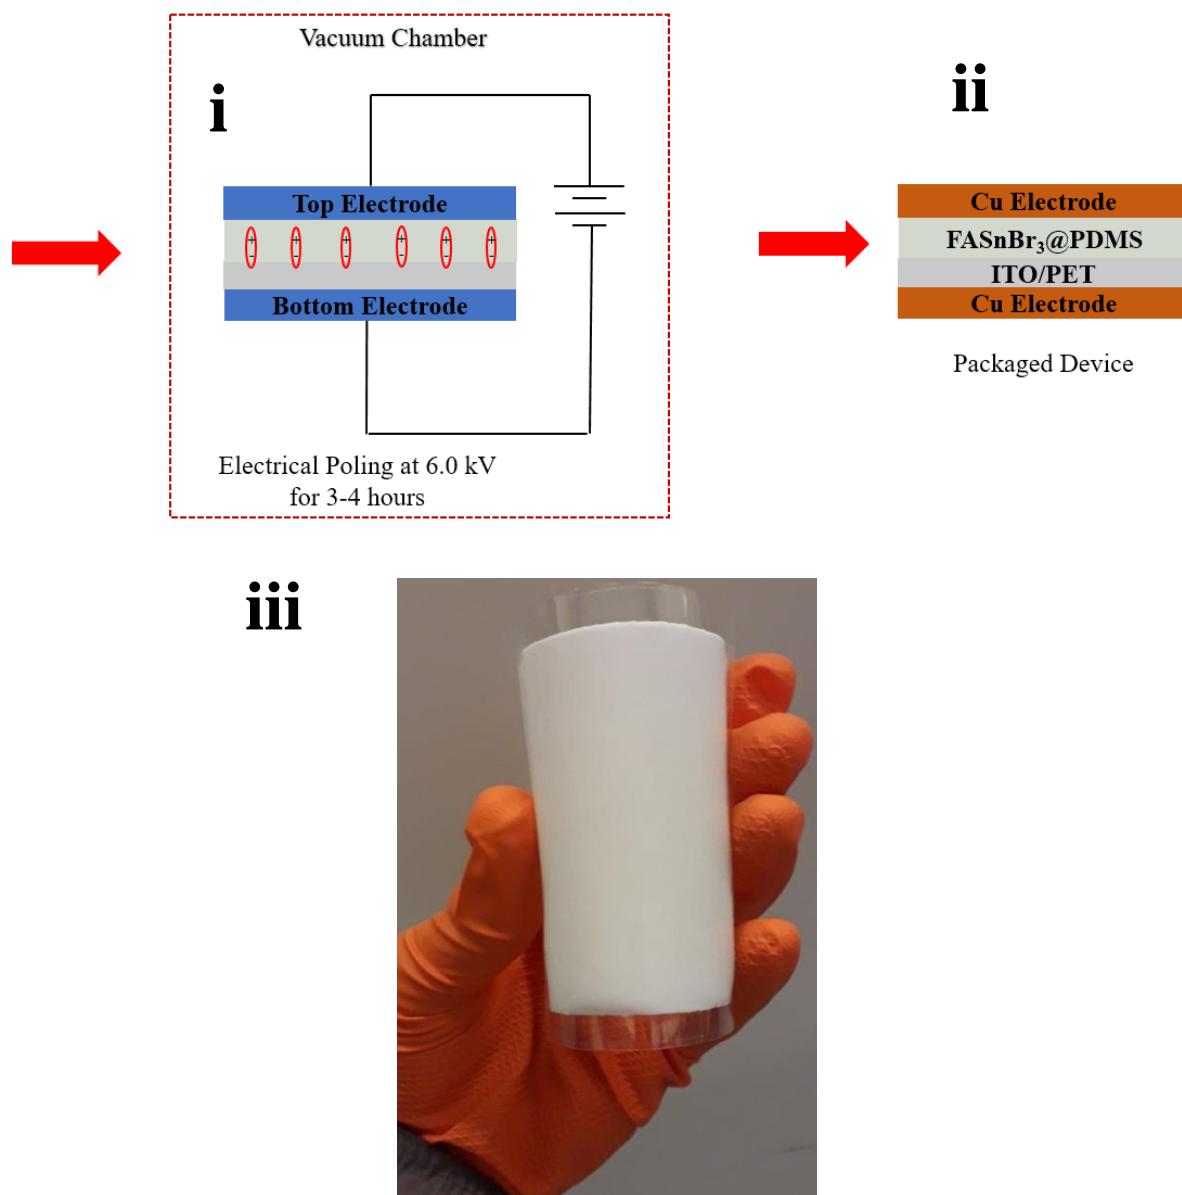 Vacuum Chamber
i
Top Electrode
+ + + + + +
- - - - - -
Bottom Electrode
Electrical Poling at 6.0 kV
for 3-4 hours
ii
Cu Electrode
FASnBr₃@PDMS
ITO/PET
Cu Electrode
Packaged Device
iii